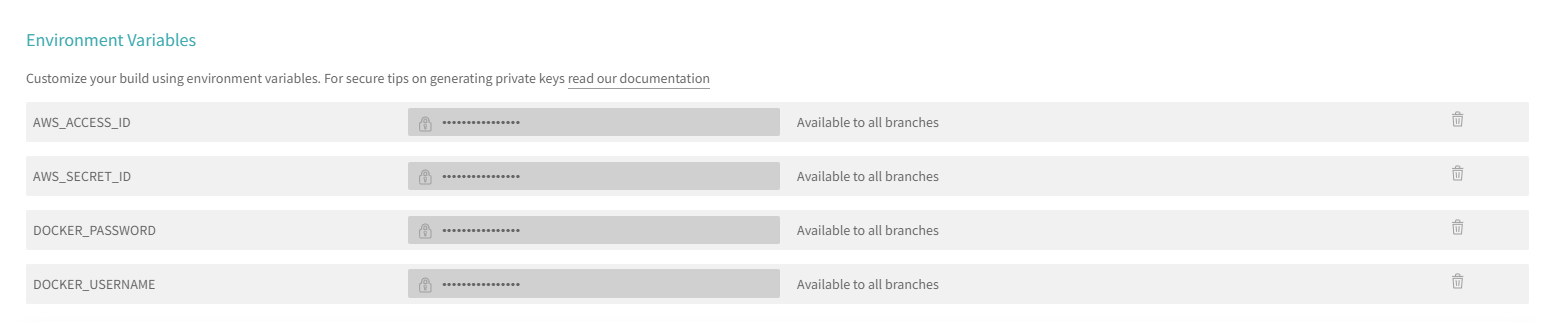 Environment Variables
Customize your build using environment variables. For secure tips on generating private keys read our documentation
AWS_ACCESS_ID •••••••••••••••• Available to all branches
AWS_SECRET_ID •••••••••••••••• Available to all branches
DOCKER_PASSWORD •••••••••••••••• Available to all branches
DOCKER_USERNAME •••••••••••••••• Available to all branches